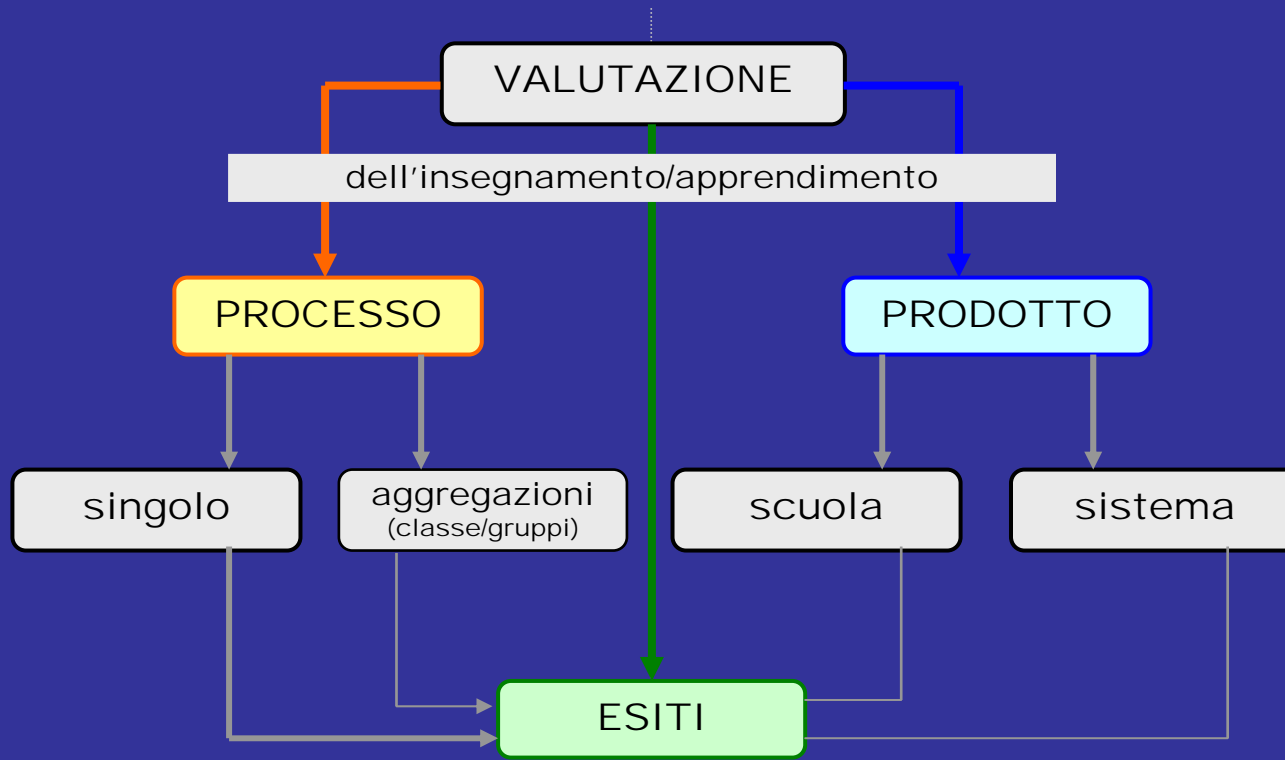 VALUTAZIONE
dell'insegnamento/apprendimento
PROCESSO
PRODOTTO
singolo
aggregazioni
(classe/gruppi)
scuola
sistema
ESITI